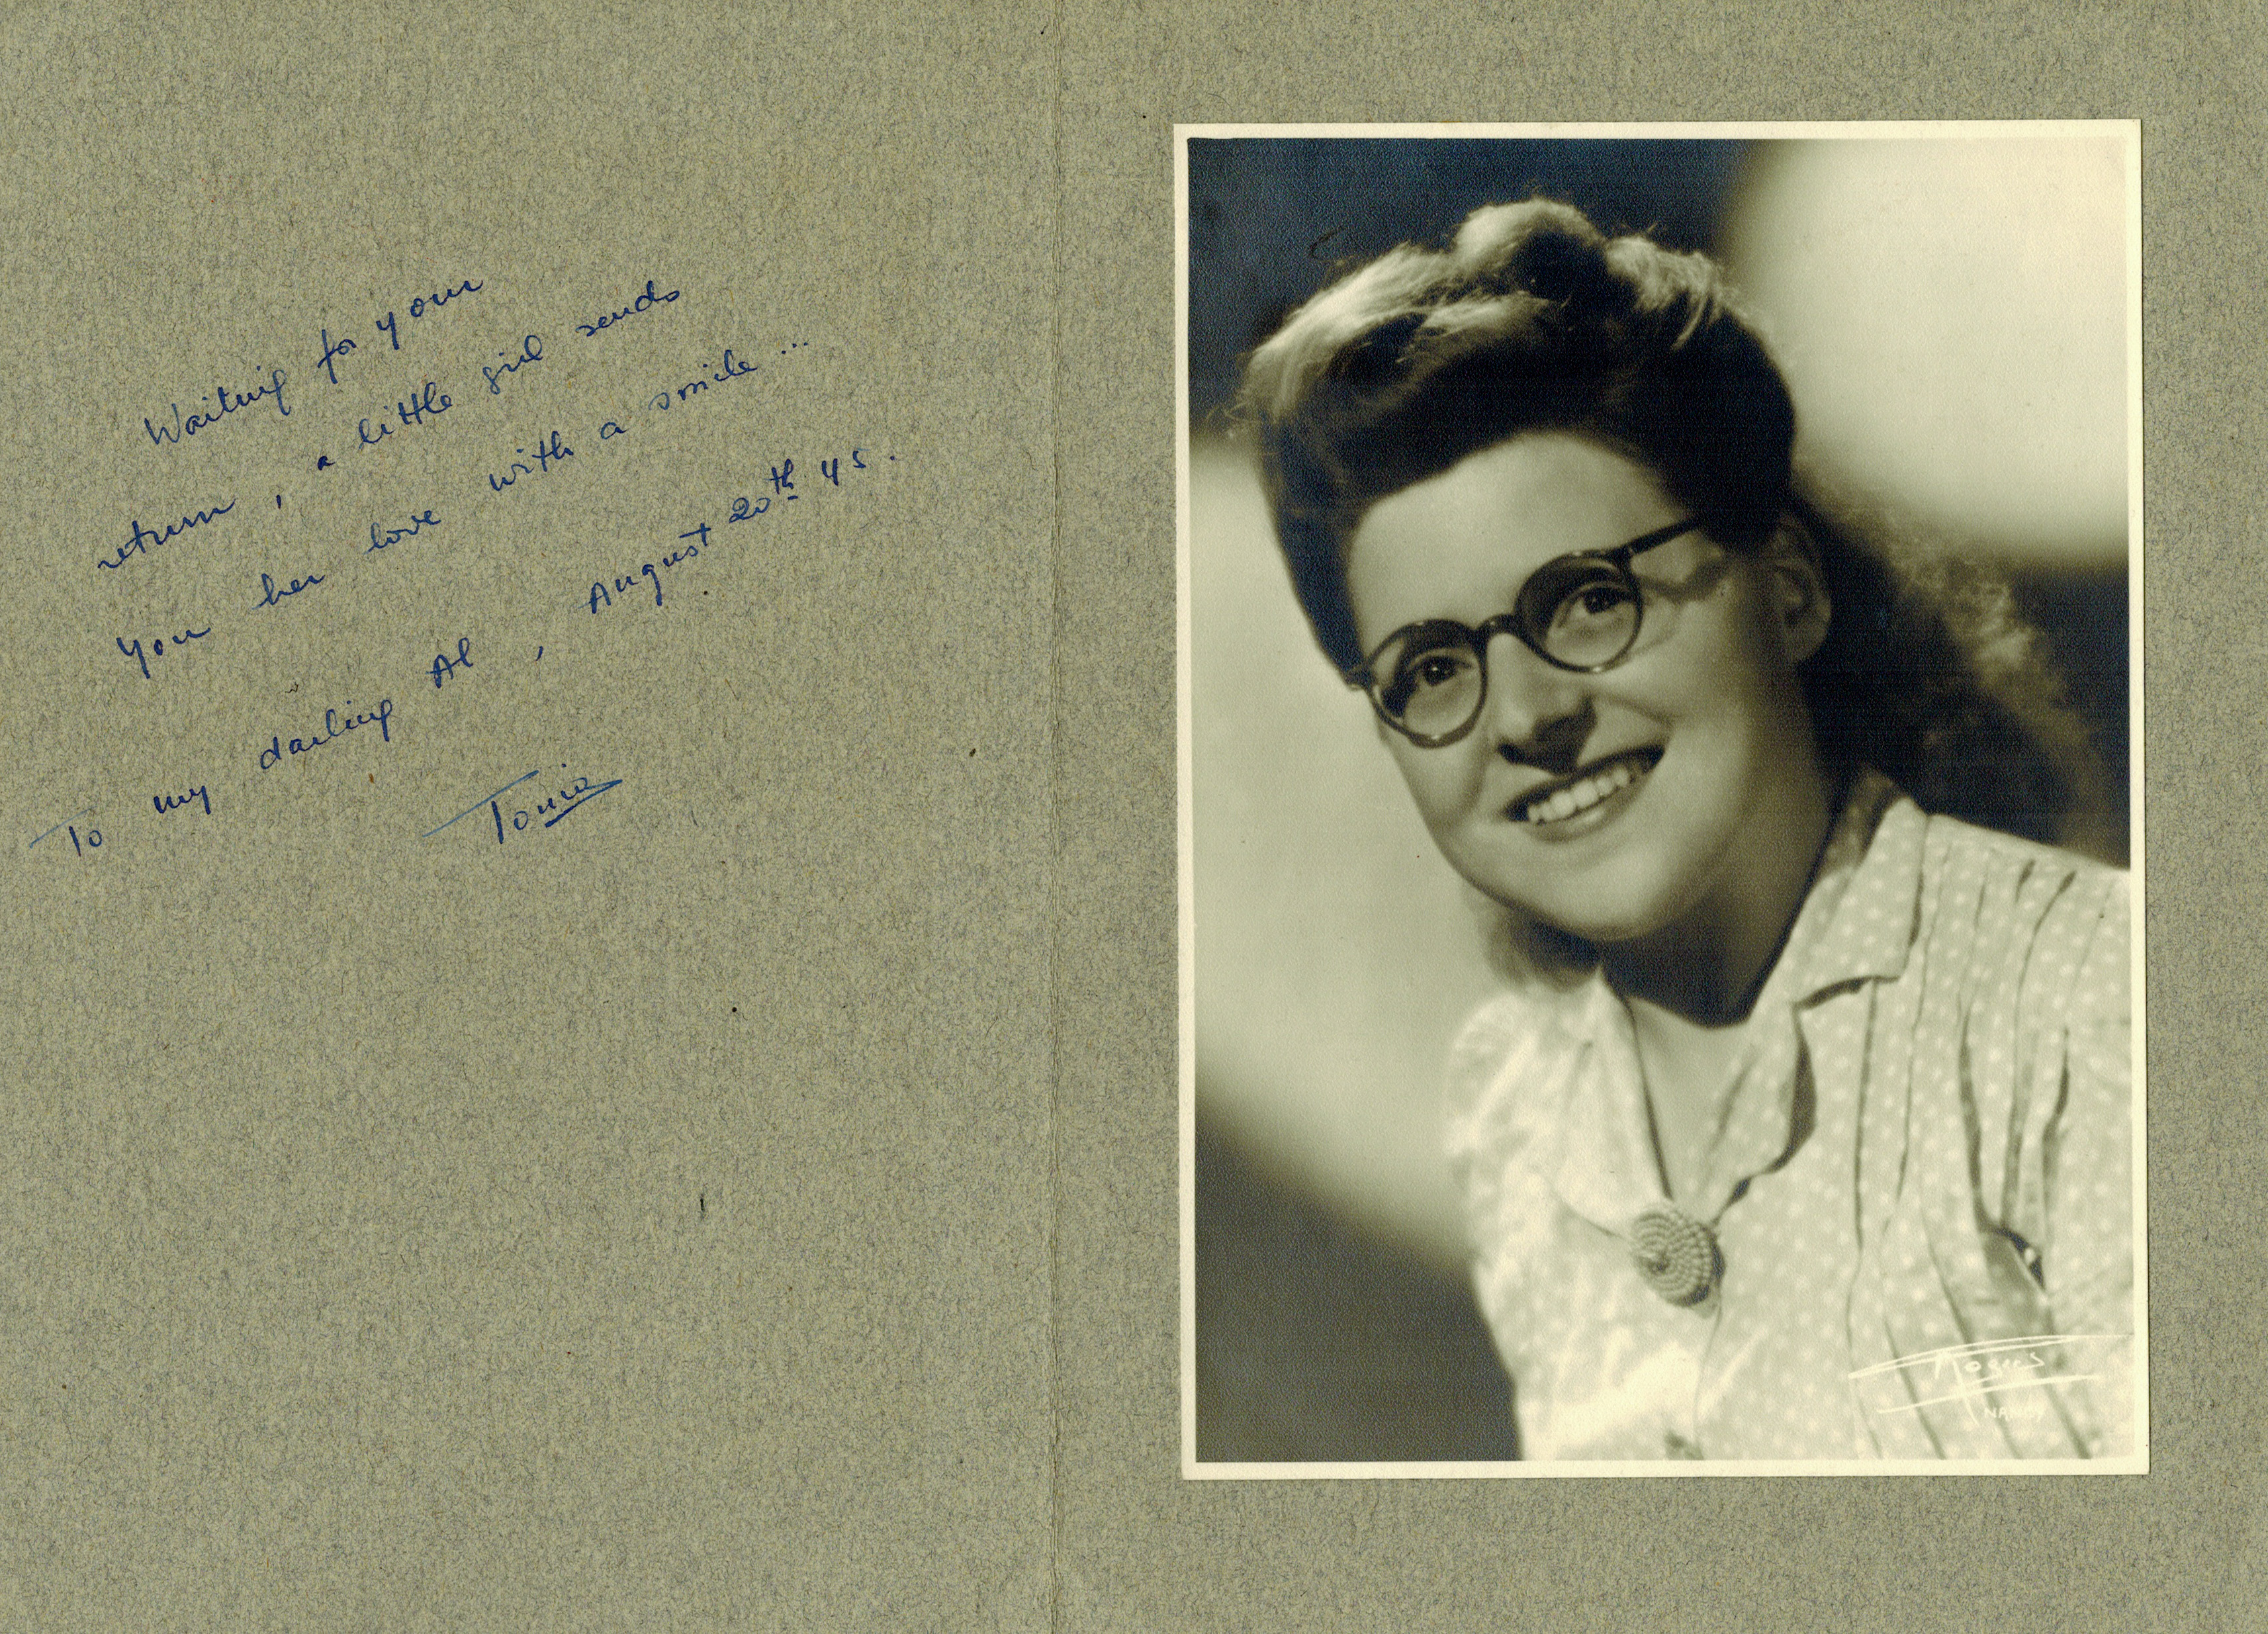 Waiting for your
return, a little girl sends
you her love with a smile ...
To my darling Al, August 20th 45.
Tonia
Rogers
NANCY